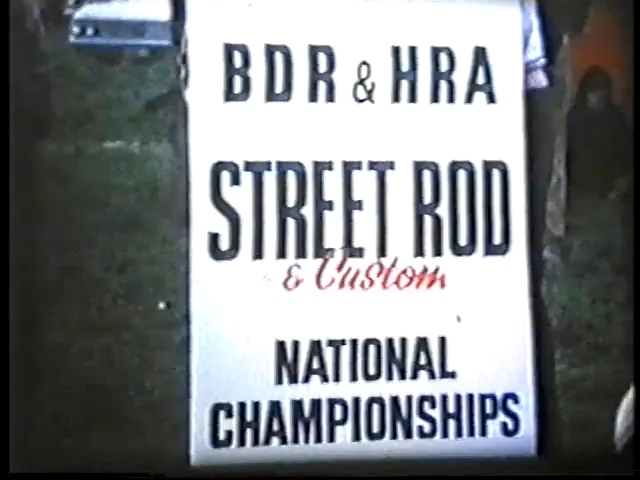 BDR & HRA
STREET ROD
& Custom
NATIONAL
CHAMPIONSHIPS